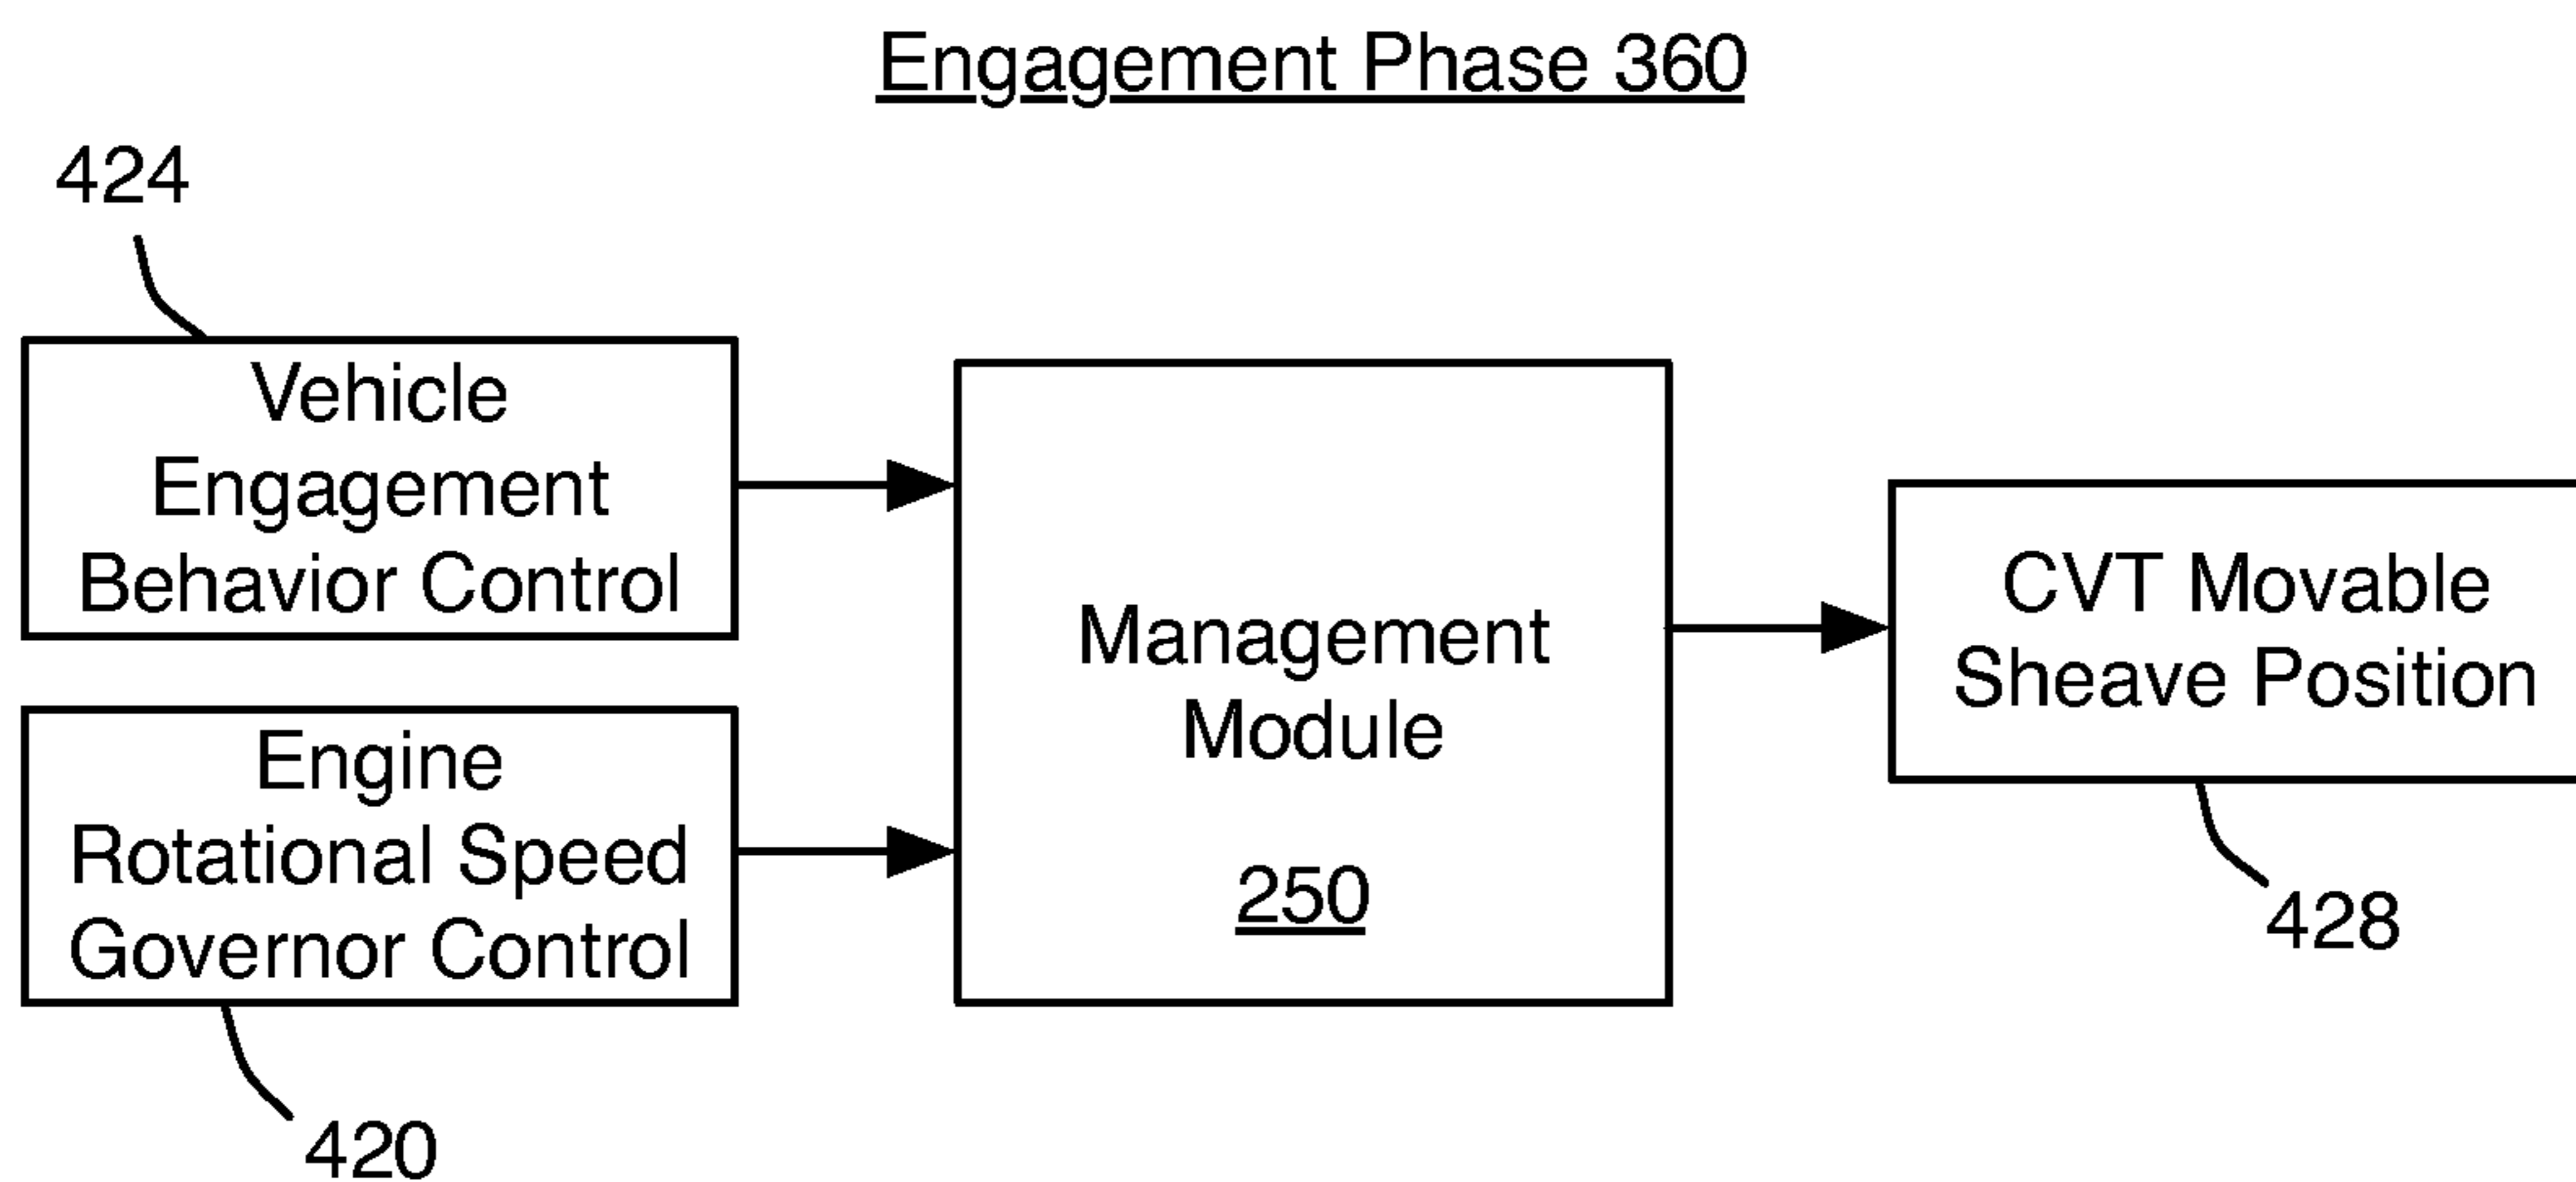 Engagement Phase 360
424
Vehicle
Engagement
Behavior Control
Engine
Rotational Speed
Governor Control
420
Management
Module
250
CVT Movable
Sheave Position
428